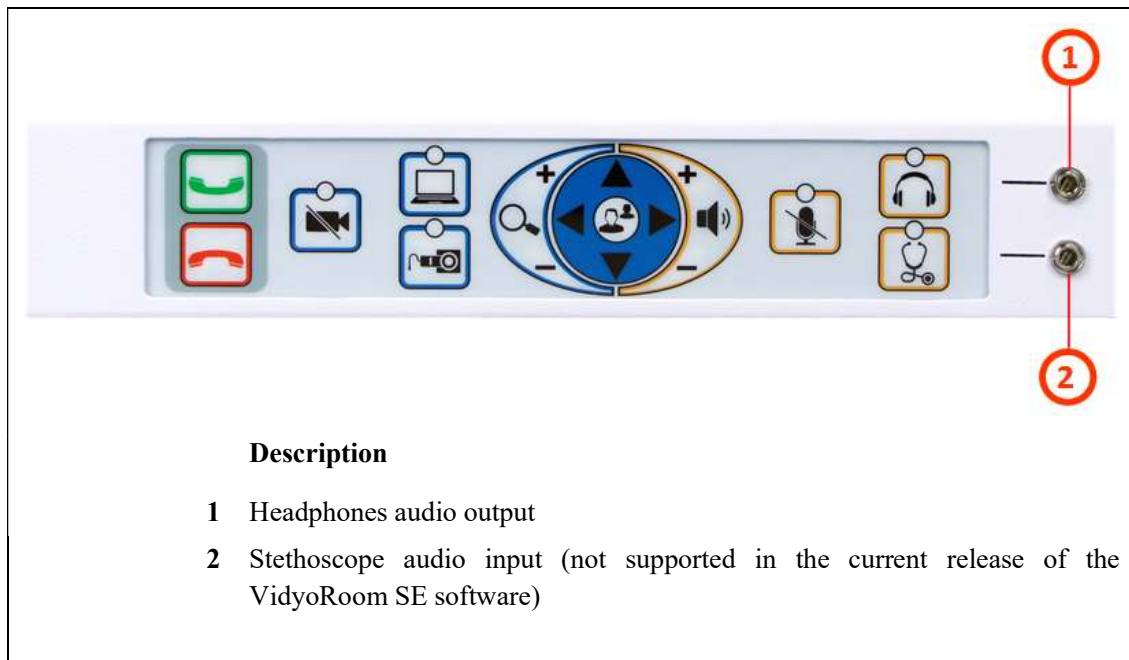 1
+ +
− −
2
Description
1 Headphones audio output
2 Stethoscope audio input (not supported in the current release of the
VidyoRoom SE software)